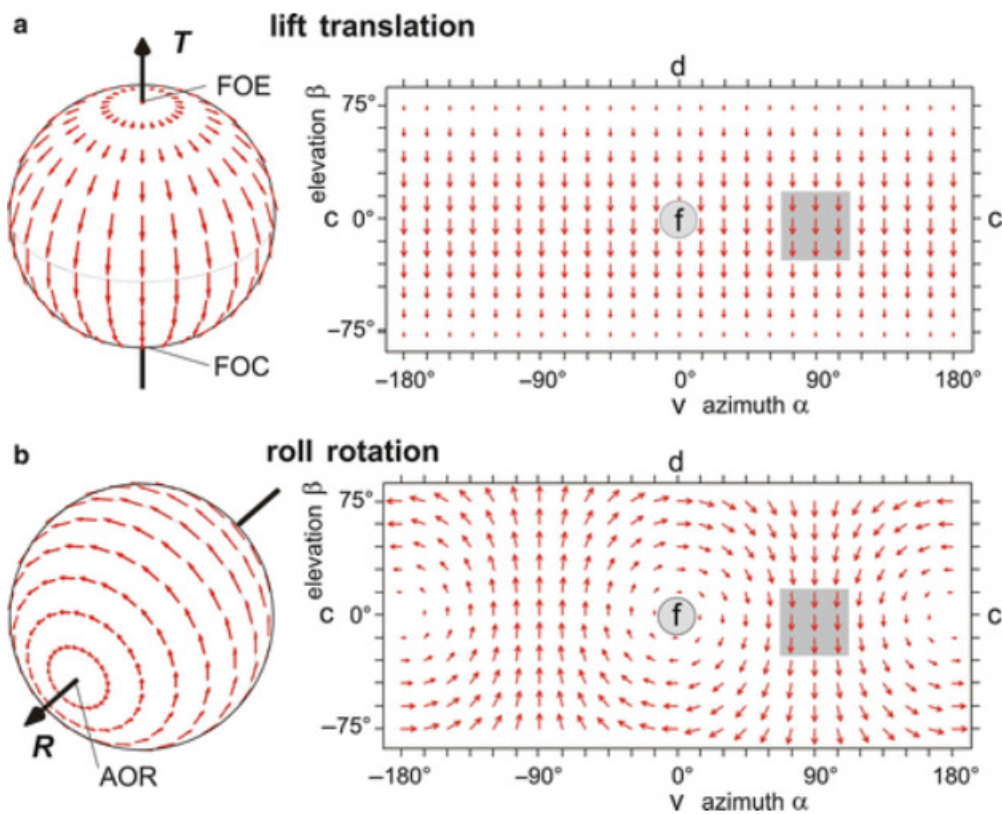 a lift translation
T
FOE
FOC
d
elevation β
75°
c 0° f c
−75°
−180° −90° 0° 90° 180°
v azimuth α
b roll rotation
R
AOR
d
elevation β
75°
c 0° f c
−75°
−180° −90° 0° 90° 180°
v azimuth α